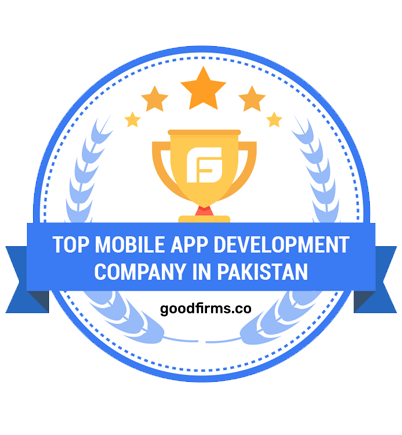 TOP MOBILE APP DEVELOPMENT
COMPANY IN PAKISTAN
goodfirms.co